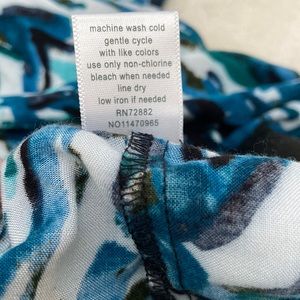 machine wash cold
gentle cycle
with like colors
use only non-chlorine
bleach when needed
line dry
low iron if needed
RN72882
NO11470965